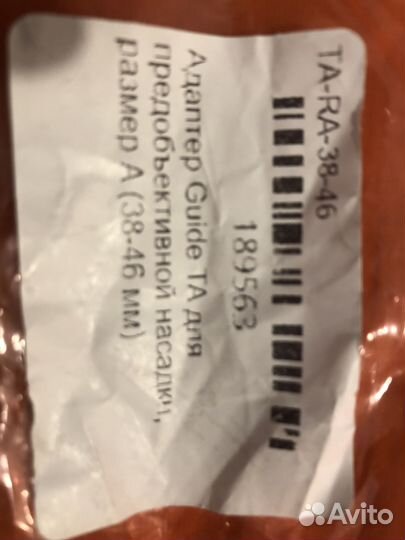 TA-RA-38-46
189563
Адаптер Guide TA для
предобъективной насадки,
размер A (38-46 мм)
Avito